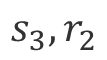 s₃, r₂